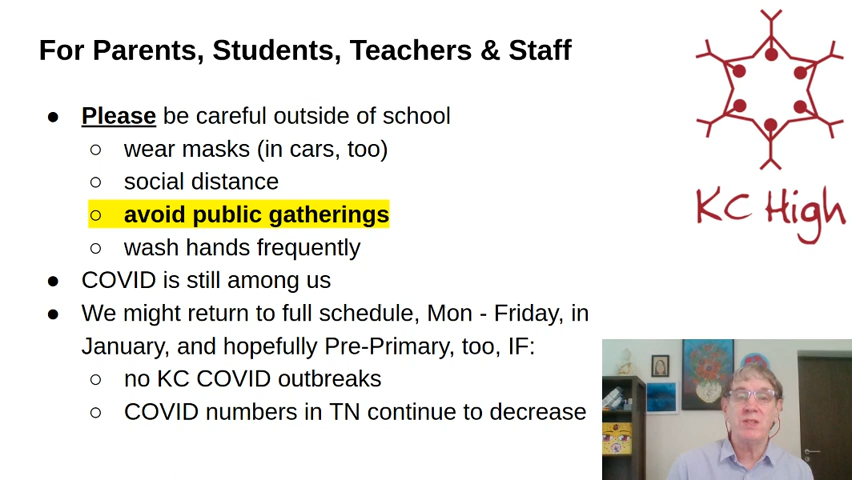 For Parents, Students, Teachers & Staff
● Please be careful outside of school
○ wear masks (in cars, too)
○ social distance
○ avoid public gatherings
○ wash hands frequently
● COVID is still among us
● We might return to full schedule, Mon - Friday, in
January, and hopefully Pre-Primary, too, IF:
○ no KC COVID outbreaks
○ COVID numbers in TN continue to decrease
KC High